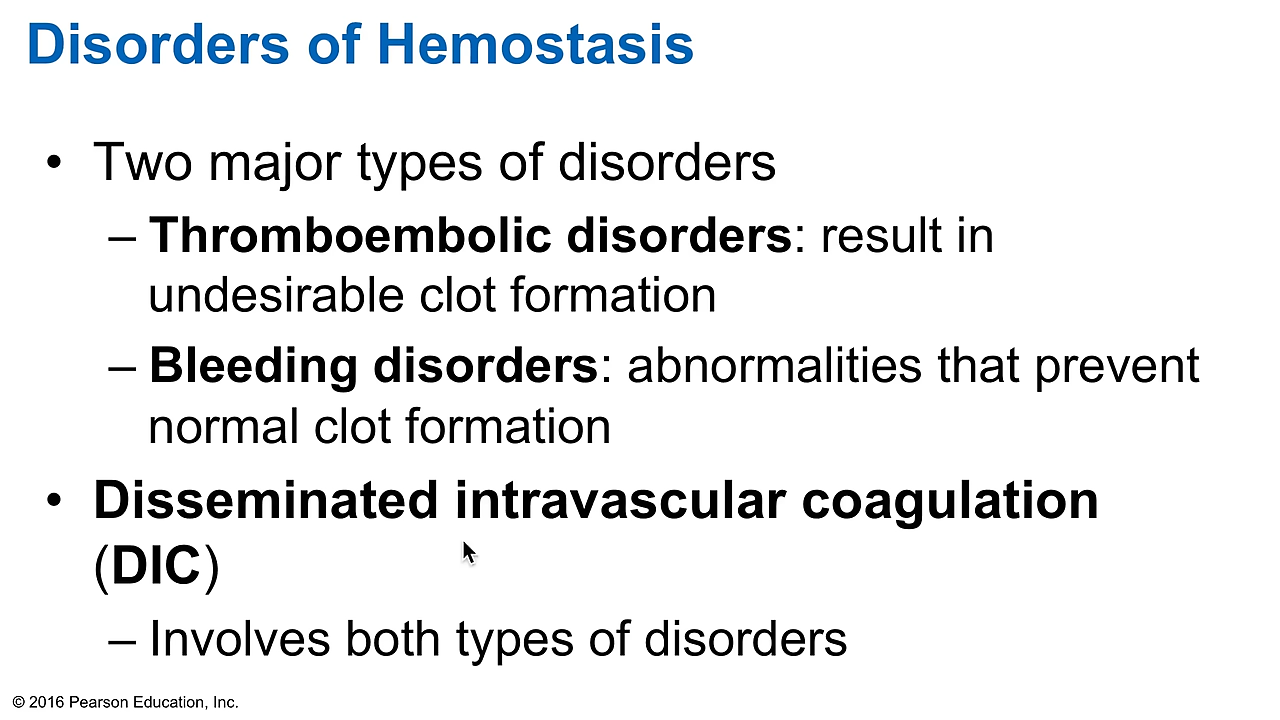 Disorders of Hemostasis
• Two major types of disorders
– Thromboembolic disorders: result in
undesirable clot formation
– Bleeding disorders: abnormalities that prevent
normal clot formation
• Disseminated intravascular coagulation
(DIC)
– Involves both types of disorders
© 2016 Pearson Education, Inc.